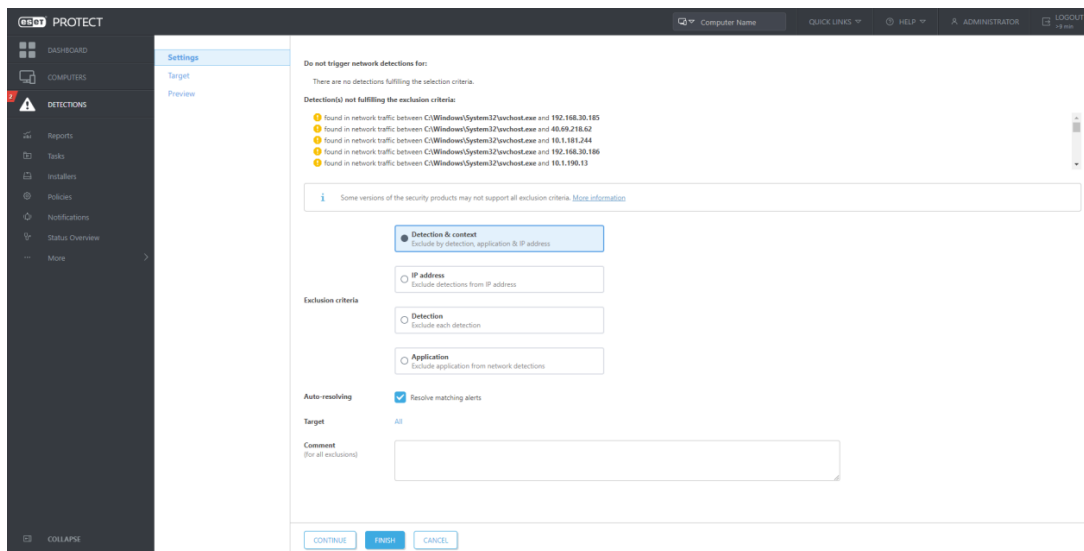 eset PROTECT
Computer Name
QUICK LINKS
HELP
ADMINISTRATOR
LOGOUT
>9 min
DASHBOARD
COMPUTERS
2
DETECTIONS
Reports
Tasks
Installers
Policies
Notifications
Status Overview
More
COLLAPSE
Settings
Target
Preview
Do not trigger network detections for:
There are no detections fulfilling the selection criteria.
Detection(s) not fulfilling the exclusion criteria:
found in network traffic between C:\Windows\System32\svchost.exe and 192.168.30.185
found in network traffic between C:\Windows\System32\svchost.exe and 40.69.218.62
found in network traffic between C:\Windows\System32\svchost.exe and 10.1.181.244
found in network traffic between C:\Windows\System32\svchost.exe and 192.168.30.186
found in network traffic between C:\Windows\System32\svchost.exe and 10.1.190.13
Some versions of the security products may not support all exclusion criteria. More information
Exclusion criteria
Detection & context
Exclude by detection, application & IP address
IP address
Exclude detections from IP address
Detection
Exclude each detection
Application
Exclude application from network detections
Auto-resolving
Resolve matching alerts
Target
All
Comment
(for all exclusions)
CONTINUE
FINISH
CANCEL